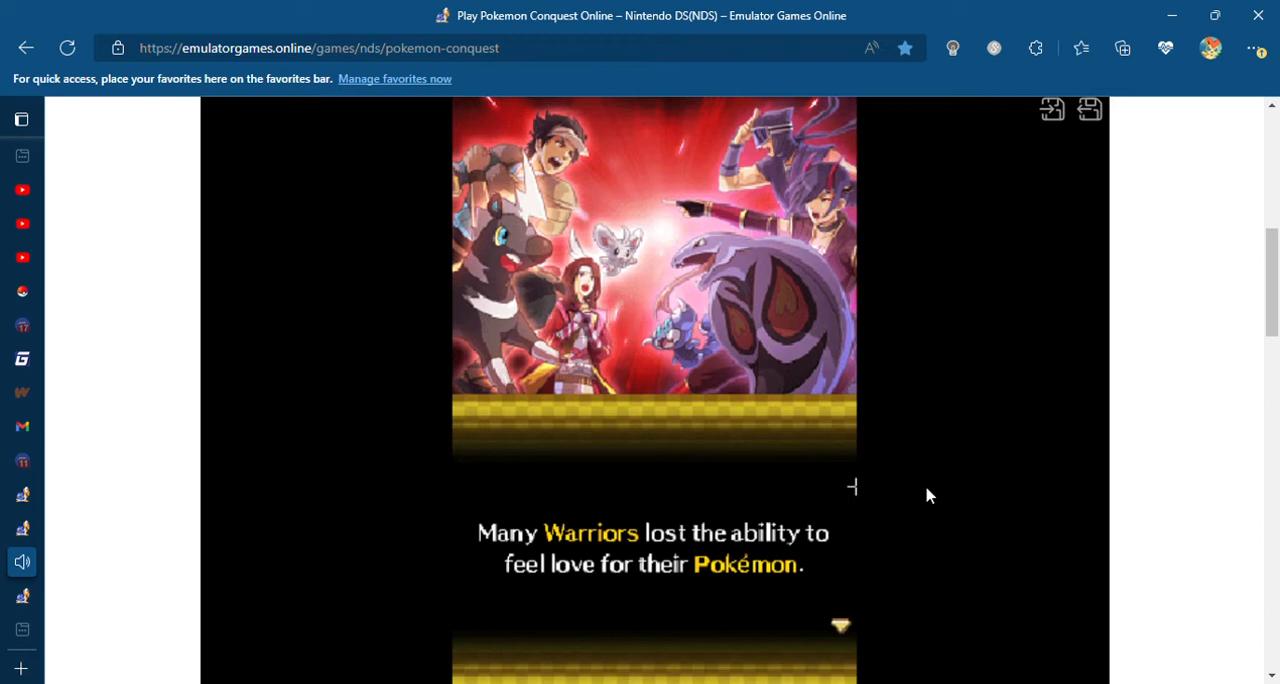 Play Pokemon Conquest Online – Nintendo DS(NDS) – Emulator Games Online
https://emulatorgames.online/games/nds/pokemon-conquest
For quick access, place your favorites here on the favorites bar. Manage favorites now
17
11
Many Warriors lost the ability to
feel love for their Pokémon.